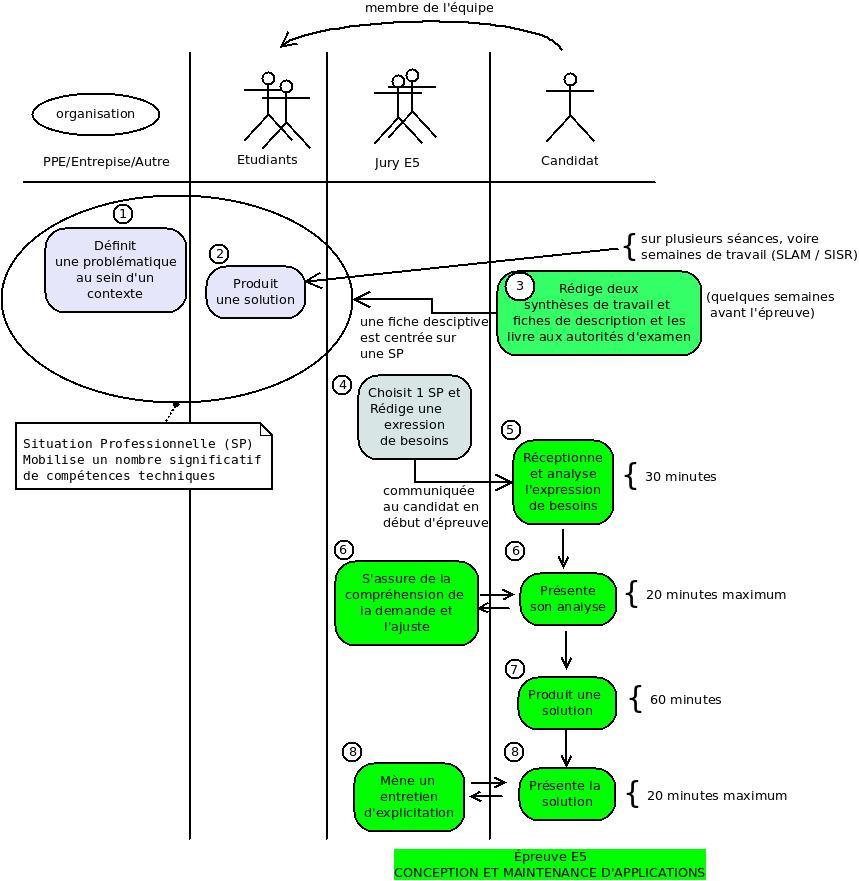 membre de l'équipe
organisation
PPE/Entrepise/Autre
Etudiants
Jury E5
Candidat
1
Définit
une problématique
au sein d'un
contexte
2
Produit
une solution
{ sur plusieurs séances, voire
semaines de travail (SLAM / SISR)
3
Rédige deux
synthèses de travail et
fiches de description et les
livre aux autorités d'examen
(quelques semaines
avant l'épreuve)
une fiche desciptive
est centrée sur
une SP
4
Choisit 1 SP et
Rédige une
exression
de besoins
Situation Professionnelle (SP)
Mobilise un nombre significatif
de compétences techniques
5
Réceptionne
et analyse
l'expression
de besoins
{ 30 minutes
communiquée
au candidat en
début d'épreuve
6
S'assure de la
compréhension de
la demande et
l'ajuste
6
Présente
son analyse
{ 20 minutes maximum
7
Produit une
solution
{ 60 minutes
8
Mène un
entretien
d'explicitation
8
Présente la
solution
{ 20 minutes maximum
Épreuve E5
CONCEPTION ET MAINTENANCE D'APPLICATIONS